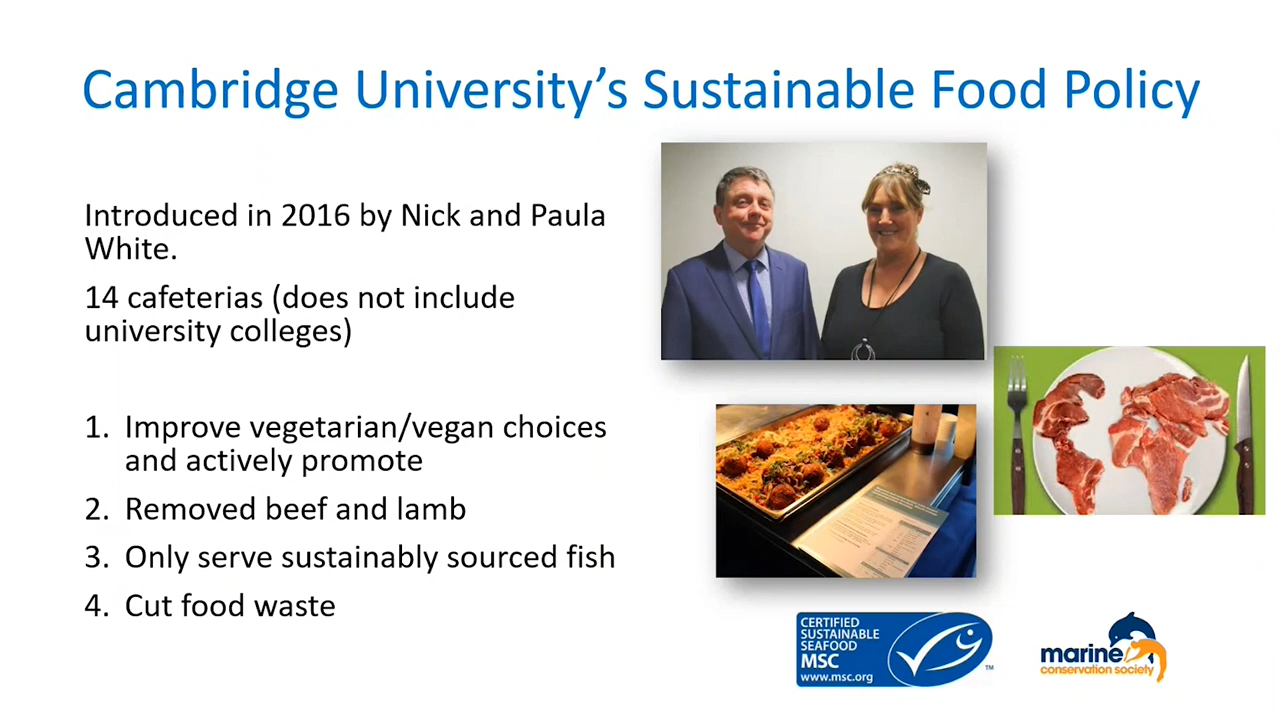 Cambridge University's Sustainable Food Policy
Introduced in 2016 by Nick and Paula
White.
14 cafeterias (does not include
university colleges)
1. Improve vegetarian/vegan choices
and actively promote
2. Removed beef and lamb
3. Only serve sustainably sourced fish
4. Cut food waste
CERTIFIED
SUSTAINABLE
SEAFOOD
MSC
www.msc.org
TM
marine
conservation society